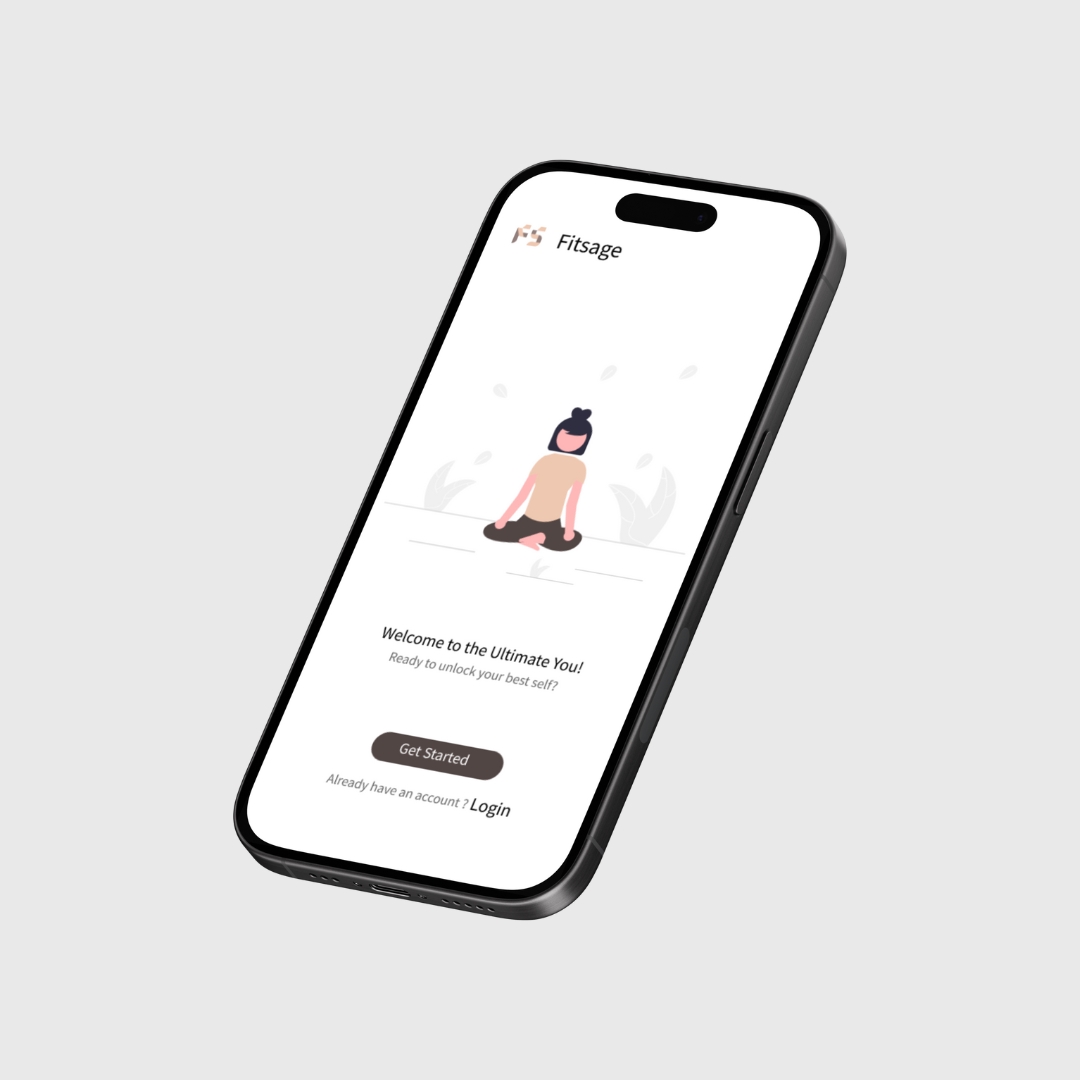 FS Fitsage
Welcome to the Ultimate You!
Ready to unlock your best self?
Get Started
Already have an account ? Login